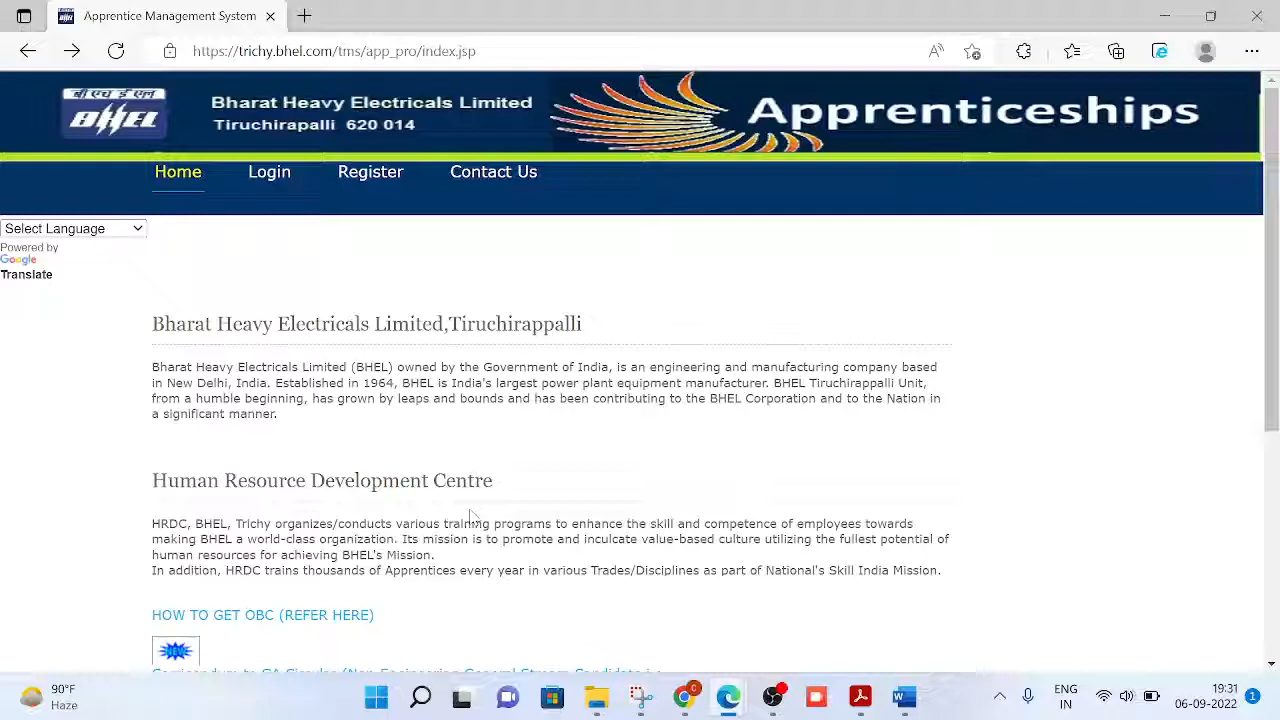 Apprentice Management System
https://trichy.bhel.com/tms/app_pro/index.jsp
बी एच ई एल
BHEL
Bharat Heavy Electricals Limited
Tiruchirapalli 620 014
Apprenticeships
Home Login Register Contact Us
Select Language
Powered by
Google
Translate
Bharat Heavy Electricals Limited,Tiruchirappalli
Bharat Heavy Electricals Limited (BHEL) owned by the Government of India, is an engineering and manufacturing company based
in New Delhi, India. Established in 1964, BHEL is India's largest power plant equipment manufacturer. BHEL Tiruchirappalli Unit,
from a humble beginning, has grown by leaps and bounds and has been contributing to the BHEL Corporation and to the Nation in
a significant manner.
Human Resource Development Centre
HRDC, BHEL, Trichy organizes/conducts various training programs to enhance the skill and competence of employees towards
making BHEL a world-class organization. Its mission is to promote and inculcate value-based culture utilizing the fullest potential of
human resources for achieving BHEL's Mission.
In addition, HRDC trains thousands of Apprentices every year in various Trades/Disciplines as part of National's Skill India Mission.
HOW TO GET OBC (REFER HERE)
90°F
Haze
ENG
IN
19:31
06-09-2022
1